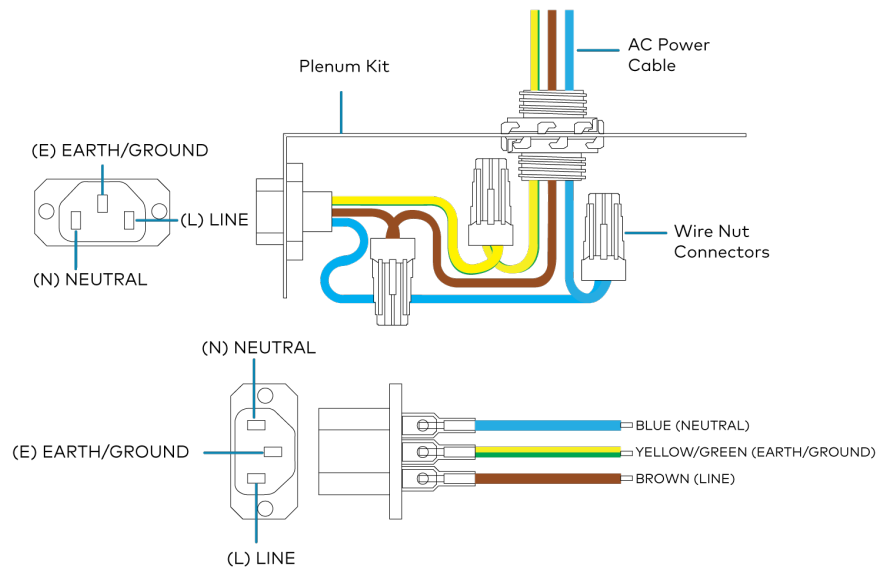 AC Power
Cable
Plenum Kit
(E) EARTH/GROUND
(L) LINE
(N) NEUTRAL
Wire Nut
Connectors
(N) NEUTRAL
(E) EARTH/GROUND
(L) LINE
BLUE (NEUTRAL)
YELLOW/GREEN (EARTH/GROUND)
BROWN (LINE)